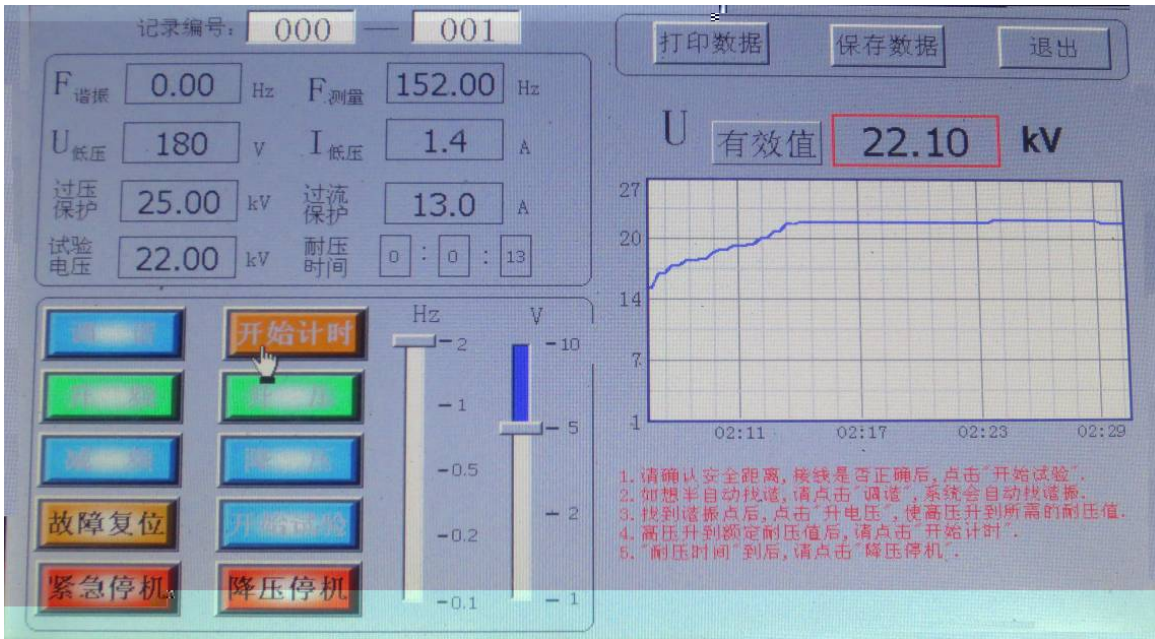 记录编号: 000 — 001
打印数据 保存数据 退出
F谐振 0.00 Hz F测量 152.00 Hz
U低压 180 V I低压 1.4 A
过压保护 25.00 kV 过流保护 13.0 A
试验电压 22.00 kV 耐压时间 0 : 0 : 13
U 有效值 22.10 kV
27
20
14
7
1
02:11 02:17 02:23 02:29
开始计时
故障复位 开始试验
紧急停机 降压停机
Hz V
2 10
1
5
0.5
2
0.2
0.1 1
1. 请确认安全距离, 接线是否正确后, 点击"开始试验".
2. 如想半自动找谐, 请点击"调谐", 系统会自动找谐振.
3. 找到谐振点后, 点击"升电压", 使高压升到所需的耐压值.
4. 高压升到额定耐压值后, 请点击"开始计时".
5. "耐压时间"到后, 请点击"降压停机".